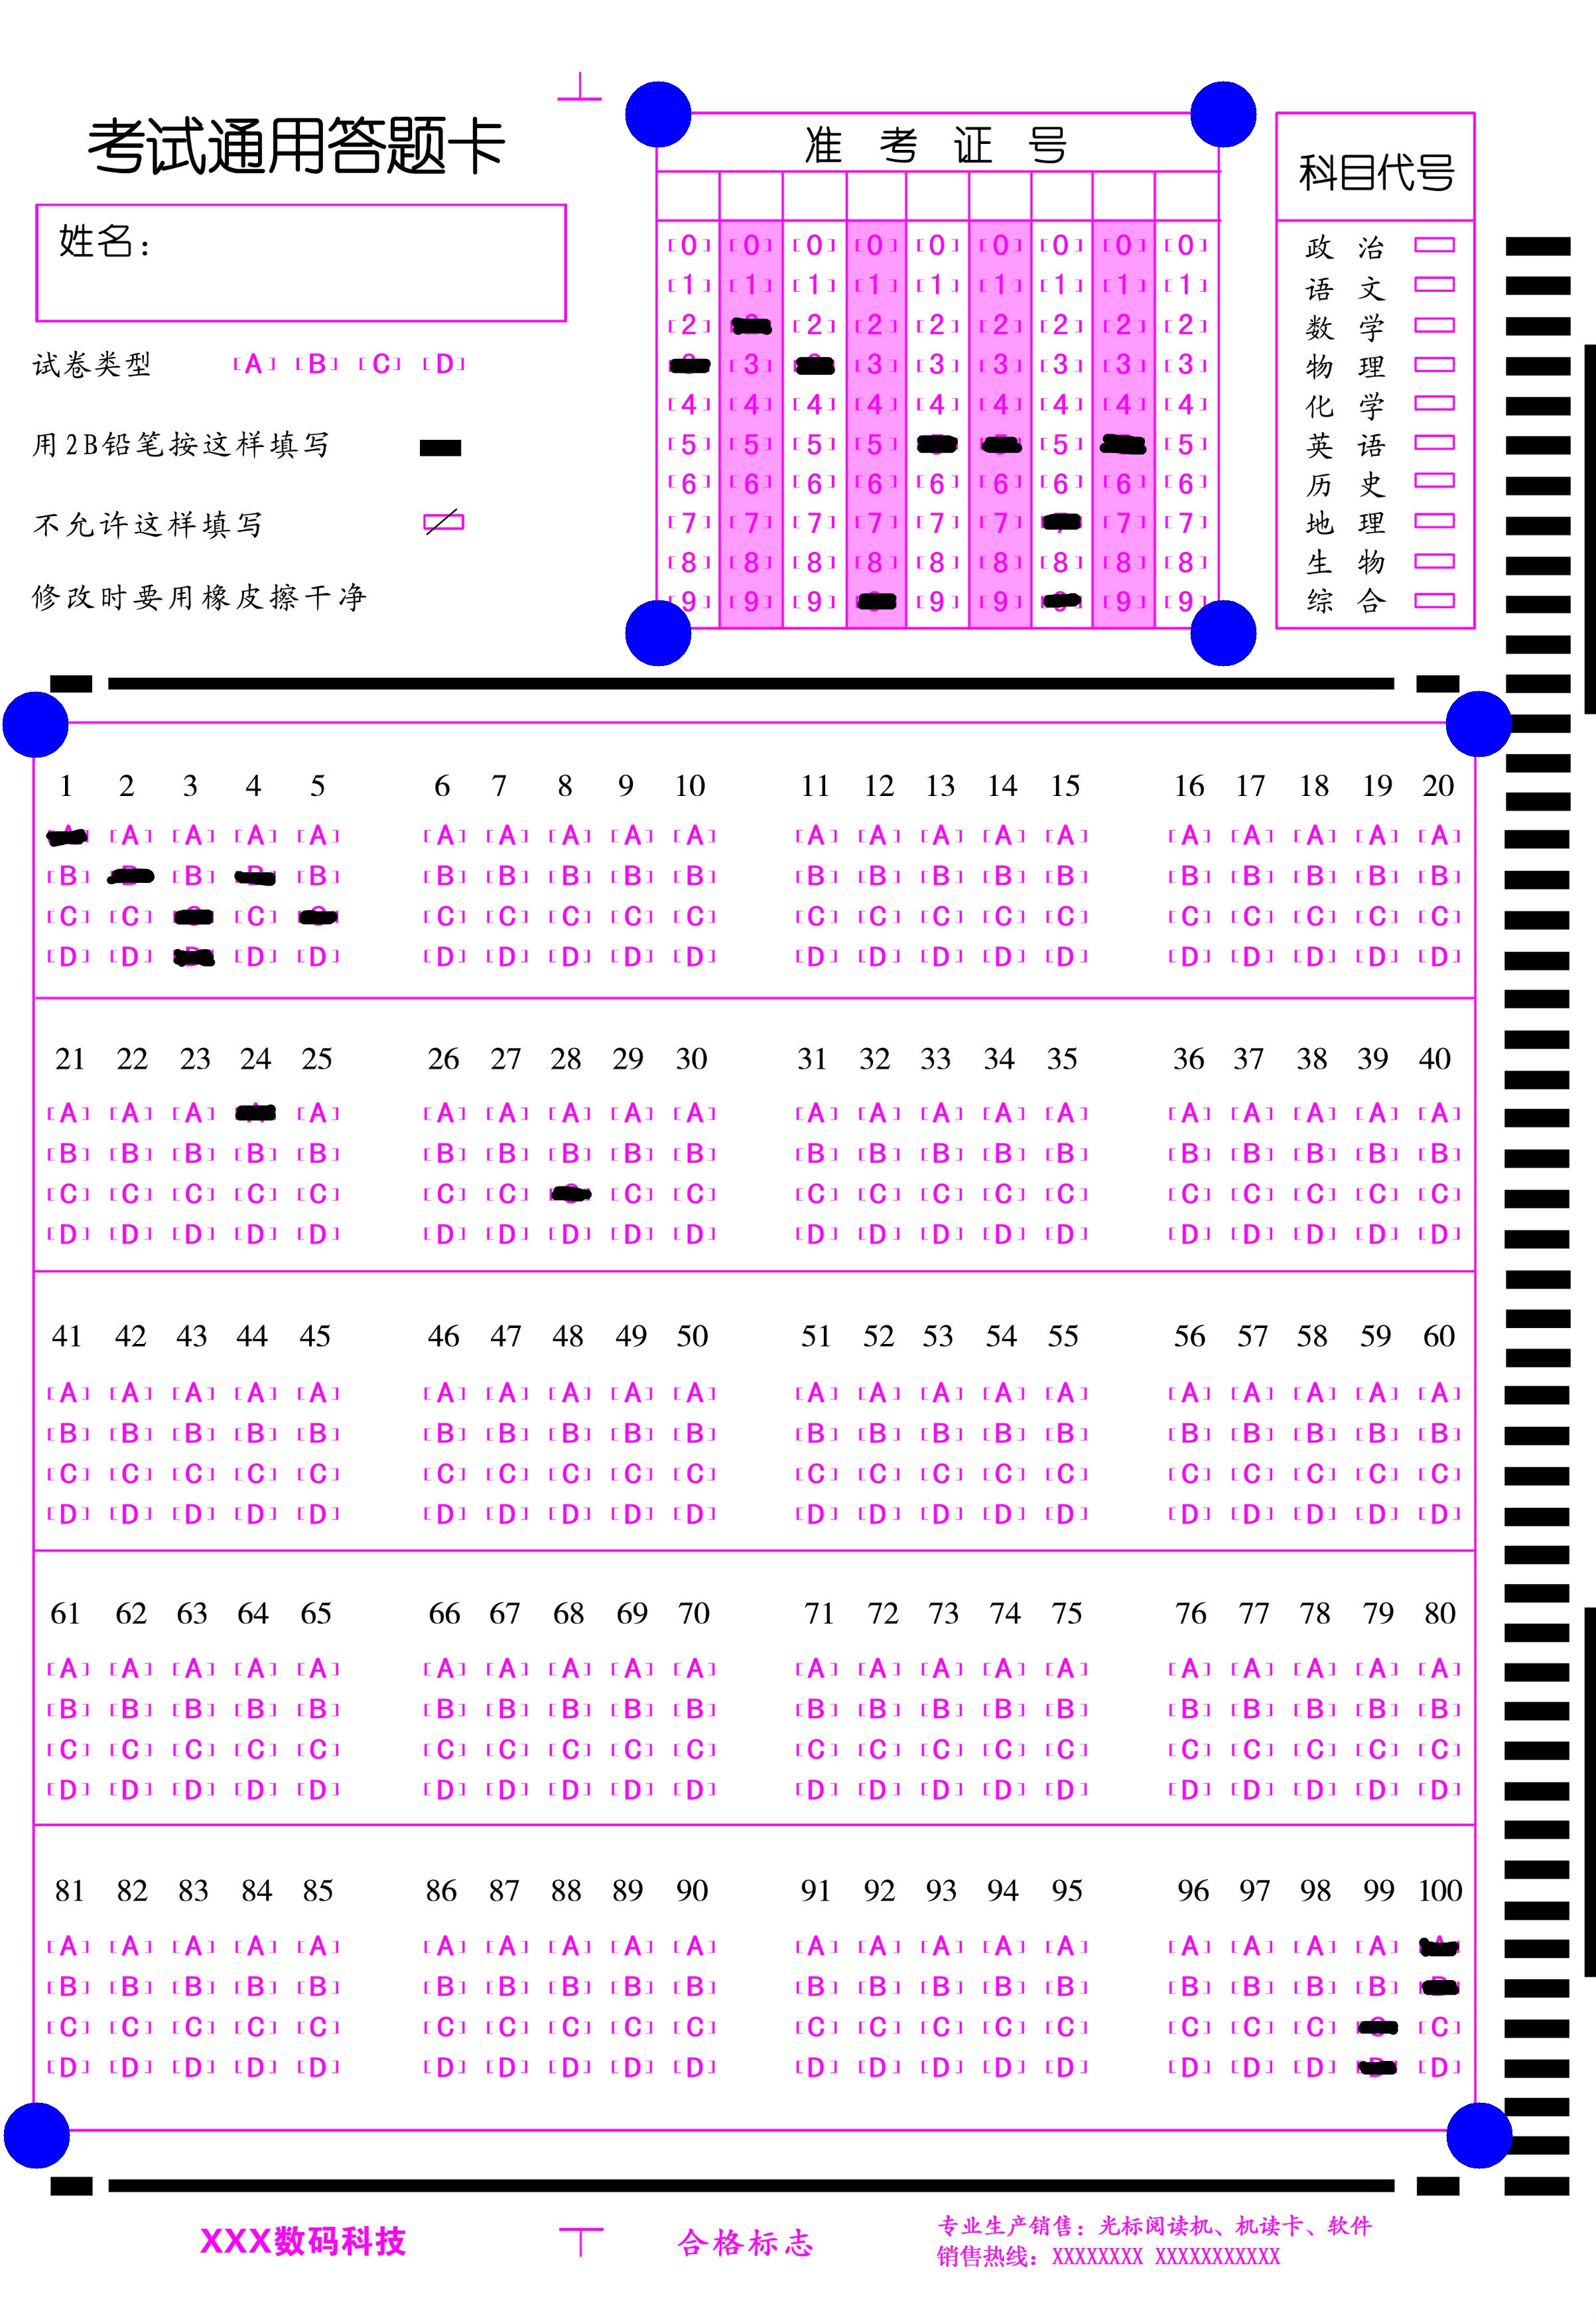 考试通用答题卡
姓名：
试卷类型 [A] [B] [C] [D]
用2B铅笔按这样填写
不允许这样填写
修改时要用橡皮擦干净
准 考 证 号
[0] [0] [0] [0] [0] [0] [0] [0] [0]
[1] [1] [1] [1] [1] [1] [1] [1] [1]
[2] [2] [2] [2] [2] [2] [2] [2]
[3] [3] [3] [3] [3] [3] [3]
[4] [4] [4] [4] [4] [4] [4] [4] [4]
[5] [5] [5] [5] [5] [5]
[6] [6] [6] [6] [6] [6] [6] [6] [6]
[7] [7] [7] [7] [7] [7] [7] [7]
[8] [8] [8] [8] [8] [8] [8] [8] [8]
[9] [9] [9] [9] [9] [9] [9]
科目代号
政 治
语 文
数 学
物 理
化 学
英 语
历 史
地 理
生 物
综 合
1 2 3 4 5 6 7 8 9 10 11 12 13 14 15 16 17 18 19 20
[A] [A] [A] [A] [A] [A] [A] [A] [A] [A] [A] [A] [A] [A] [A] [A] [A] [A] [A]
[B] [B] [B] [B] [B] [B] [B] [B] [B] [B] [B] [B] [B] [B] [B] [B] [B] [B]
[C] [C] [C] [C] [C] [C] [C] [C] [C] [C] [C] [C] [C] [C] [C] [C] [C] [C]
[D] [D] [D] [D] [D] [D] [D] [D] [D] [D] [D] [D] [D] [D] [D] [D] [D] [D] [D]
21 22 23 24 25 26 27 28 29 30 31 32 33 34 35 36 37 38 39 40
[A] [A] [A] [A] [A] [A] [A] [A] [A] [A] [A] [A] [A] [A] [A] [A] [A] [A] [A]
[B] [B] [B] [B] [B] [B] [B] [B] [B] [B] [B] [B] [B] [B] [B] [B] [B] [B] [B] [B]
[C] [C] [C] [C] [C] [C] [C] [C] [C] [C] [C] [C] [C] [C] [C] [C] [C] [C] [C]
[D] [D] [D] [D] [D] [D] [D] [D] [D] [D] [D] [D] [D] [D] [D] [D] [D] [D] [D] [D]
41 42 43 44 45 46 47 48 49 50 51 52 53 54 55 56 57 58 59 60
[A] [A] [A] [A] [A] [A] [A] [A] [A] [A] [A] [A] [A] [A] [A] [A] [A] [A] [A] [A]
[B] [B] [B] [B] [B] [B] [B] [B] [B] [B] [B] [B] [B] [B] [B] [B] [B] [B] [B] [B]
[C] [C] [C] [C] [C] [C] [C] [C] [C] [C] [C] [C] [C] [C] [C] [C] [C] [C] [C] [C]
[D] [D] [D] [D] [D] [D] [D] [D] [D] [D] [D] [D] [D] [D] [D] [D] [D] [D] [D] [D]
61 62 63 64 65 66 67 68 69 70 71 72 73 74 75 76 77 78 79 80
[A] [A] [A] [A] [A] [A] [A] [A] [A] [A] [A] [A] [A] [A] [A] [A] [A] [A] [A] [A]
[B] [B] [B] [B] [B] [B] [B] [B] [B] [B] [B] [B] [B] [B] [B] [B] [B] [B] [B] [B]
[C] [C] [C] [C] [C] [C] [C] [C] [C] [C] [C] [C] [C] [C] [C] [C] [C] [C] [C] [C]
[D] [D] [D] [D] [D] [D] [D] [D] [D] [D] [D] [D] [D] [D] [D] [D] [D] [D] [D] [D]
81 82 83 84 85 86 87 88 89 90 91 92 93 94 95 96 97 98 99 100
[A] [A] [A] [A] [A] [A] [A] [A] [A] [A] [A] [A] [A] [A] [A] [A] [A] [A] [A]
[B] [B] [B] [B] [B] [B] [B] [B] [B] [B] [B] [B] [B] [B] [B] [B] [B] [B] [B]
[C] [C] [C] [C] [C] [C] [C] [C] [C] [C] [C] [C] [C] [C] [C] [C] [C] [C] [C]
[D] [D] [D] [D] [D] [D] [D] [D] [D] [D] [D] [D] [D] [D] [D] [D] [D] [D] [D]
XXX数码科技
合格标志
专业生产销售：光标阅读机、机读卡、软件
销售热线：XXXXXXXX XXXXXXXXXXX